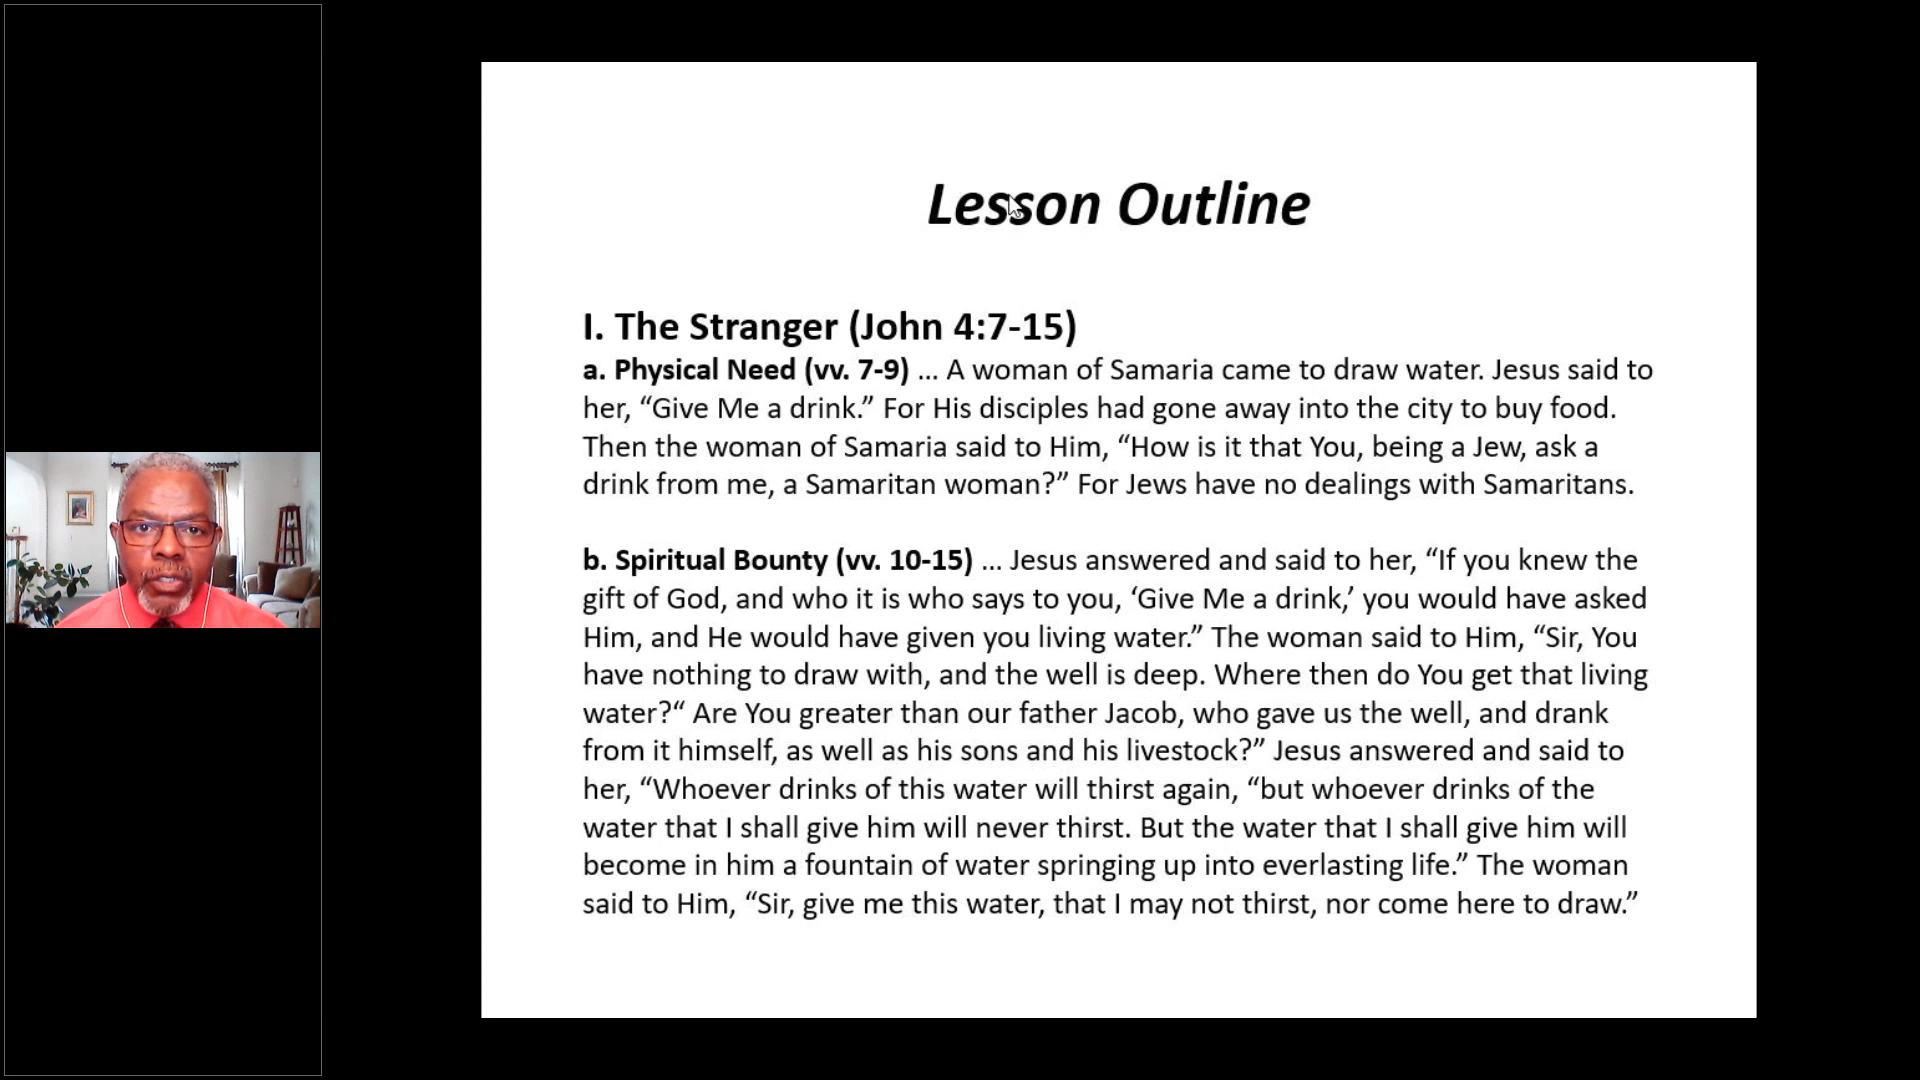 Lesson Outline
I. The Stranger (John 4:7-15)
a. Physical Need (vv. 7-9) ... A woman of Samaria came to draw water. Jesus said to
her, “Give Me a drink.” For His disciples had gone away into the city to buy food.
Then the woman of Samaria said to Him, “How is it that You, being a Jew, ask a
drink from me, a Samaritan woman?” For Jews have no dealings with Samaritans.
b. Spiritual Bounty (vv. 10-15) ... Jesus answered and said to her, “If you knew the
gift of God, and who it is who says to you, ‘Give Me a drink,’ you would have asked
Him, and He would have given you living water.” The woman said to Him, “Sir, You
have nothing to draw with, and the well is deep. Where then do You get that living
water?“ Are You greater than our father Jacob, who gave us the well, and drank
from it himself, as well as his sons and his livestock?” Jesus answered and said to
her, “Whoever drinks of this water will thirst again, “but whoever drinks of the
water that I shall give him will never thirst. But the water that I shall give him will
become in him a fountain of water springing up into everlasting life.” The woman
said to Him, “Sir, give me this water, that I may not thirst, nor come here to draw.”